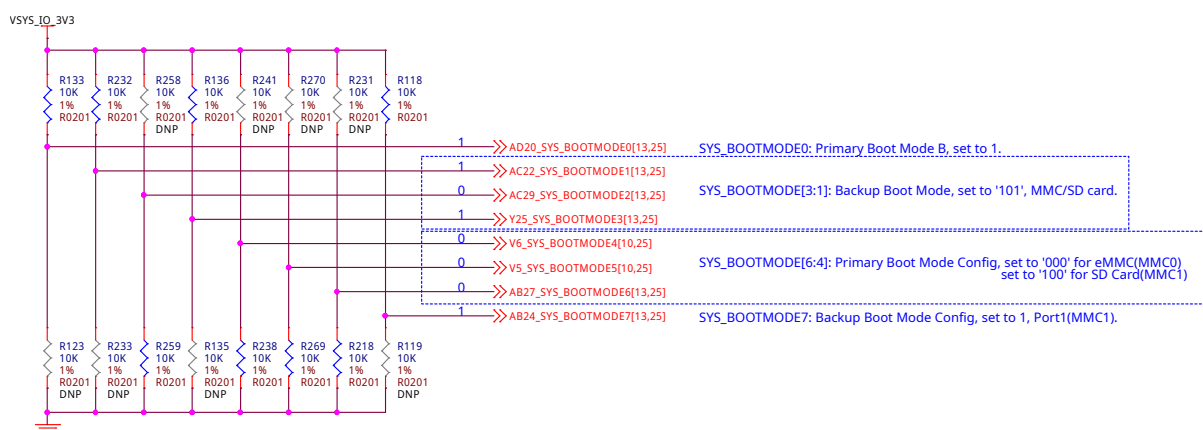 VSYS_IO_3V3
R133 R232 R258 R136 R241 R270 R231 R118
10K 10K 10K 10K 10K 10K 10K 10K
1% 1% 1% 1% 1% 1% 1% 1%
R0201 R0201 R0201 R0201 R0201 R0201 R0201 R0201
DNP DNP DNP DNP
1 AD20_SYS_BOOTMODE0[13,25] SYS_BOOTMODE0: Primary Boot Mode B, set to 1.
1 AC22_SYS_BOOTMODE1[13,25]
0 AC29_SYS_BOOTMODE2[13,25] SYS_BOOTMODE[3:1]: Backup Boot Mode, set to '101', MMC/SD card.
1 Y25_SYS_BOOTMODE3[13,25]
0 V6_SYS_BOOTMODE4[10,25]
0 V5_SYS_BOOTMODE5[10,25] SYS_BOOTMODE[6:4]: Primary Boot Mode Config, set to '000' for eMMC(MMC0)
set to '100' for SD Card(MMC1)
0 AB27_SYS_BOOTMODE6[13,25]
1 AB24_SYS_BOOTMODE7[13,25] SYS_BOOTMODE7: Backup Boot Mode Config, set to 1, Port1(MMC1).
R123 R233 R259 R135 R238 R269 R218 R119
10K 10K 10K 10K 10K 10K 10K 10K
1% 1% 1% 1% 1% 1% 1% 1%
R0201 R0201 R0201 R0201 R0201 R0201 R0201 R0201
DNP DNP DNP DNP